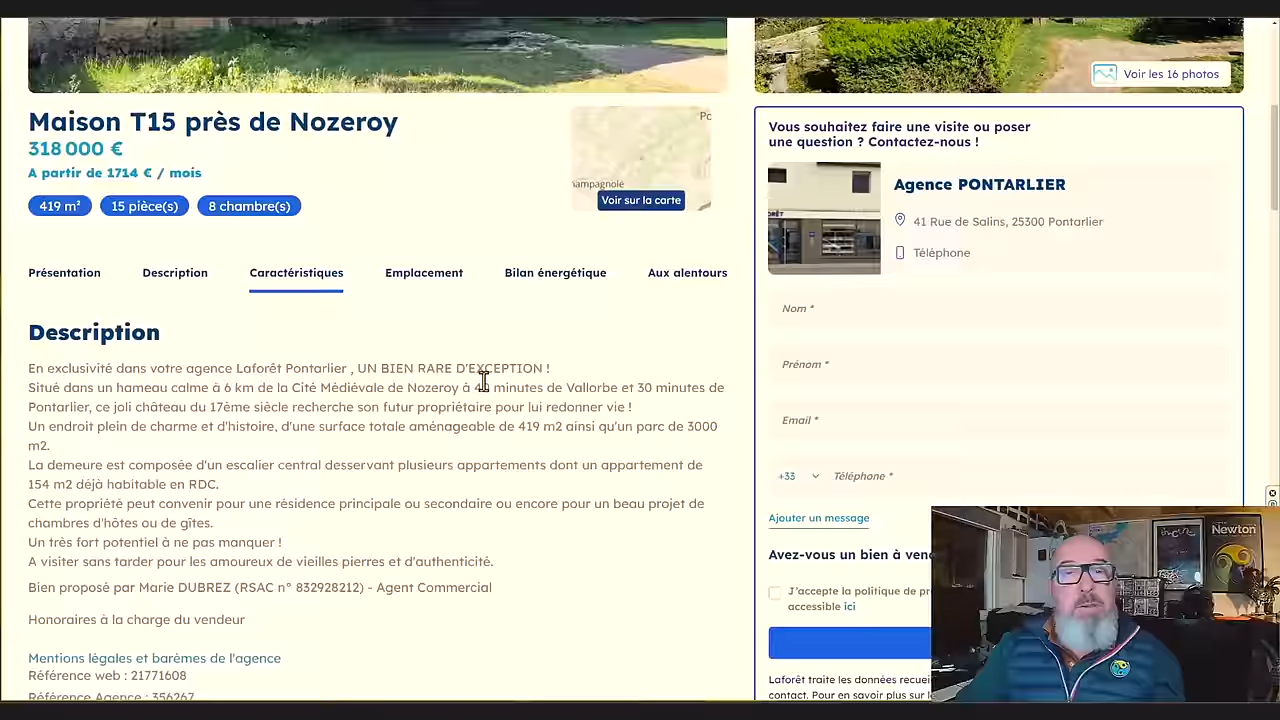 Voir les 16 photos
Maison T15 près de Nozeroy
318 000 €
A partir de 1714 € / mois
419 m²
15 pièce(s)
8 chambre(s)
Voir sur la carte
Présentation
Description
Caractéristiques
Emplacement
Bilan énergétique
Aux alentours
Description
En exclusivité dans votre agence Laforêt Pontarlier , UN BIEN RARE D'EXCEPTION !
Situé dans un hameau calme à 6 km de la Cité Médiévale de Nozeroy à minutes de Vallorbe et 30 minutes de
Pontarlier, ce joli château du 17ème siècle recherche son futur propriétaire pour lui redonner vie !
Un endroit plein de charme et d'histoire, d'une surface totale aménageable de 419 m2 ainsi qu'un parc de 3000
m2.
La demeure est composée d'un escalier central desservant plusieurs appartements dont un appartement de
154 m2 déjà habitable en RDC.
Cette propriété peut convenir pour une résidence principale ou secondaire ou encore pour un beau projet de
chambres d'hôtes ou de gîtes.
Un très fort potentiel à ne pas manquer !
A visiter sans tarder pour les amoureux de vieilles pierres et d'authenticité.
Bien proposé par Marie DUBREZ (RSAC n° 832928212) - Agent Commercial
Honoraires à la charge du vendeur
Mentions légales et barèmes de l'agence
Référence web : 21771608
Référence Agence : 356267
Vous souhaitez faire une visite ou poser
une question ? Contactez-nous !
Agence PONTARLIER
41 Rue de Salins, 25300 Pontarlier
Téléphone
Nom *
Prénom *
Email *
+33
Téléphone *
Ajouter un message
Avez-vous un bien à
J'accepte la politique de
accessible ici
Laforêt traite les données
contact. Pour en savoir plus sur
Newton